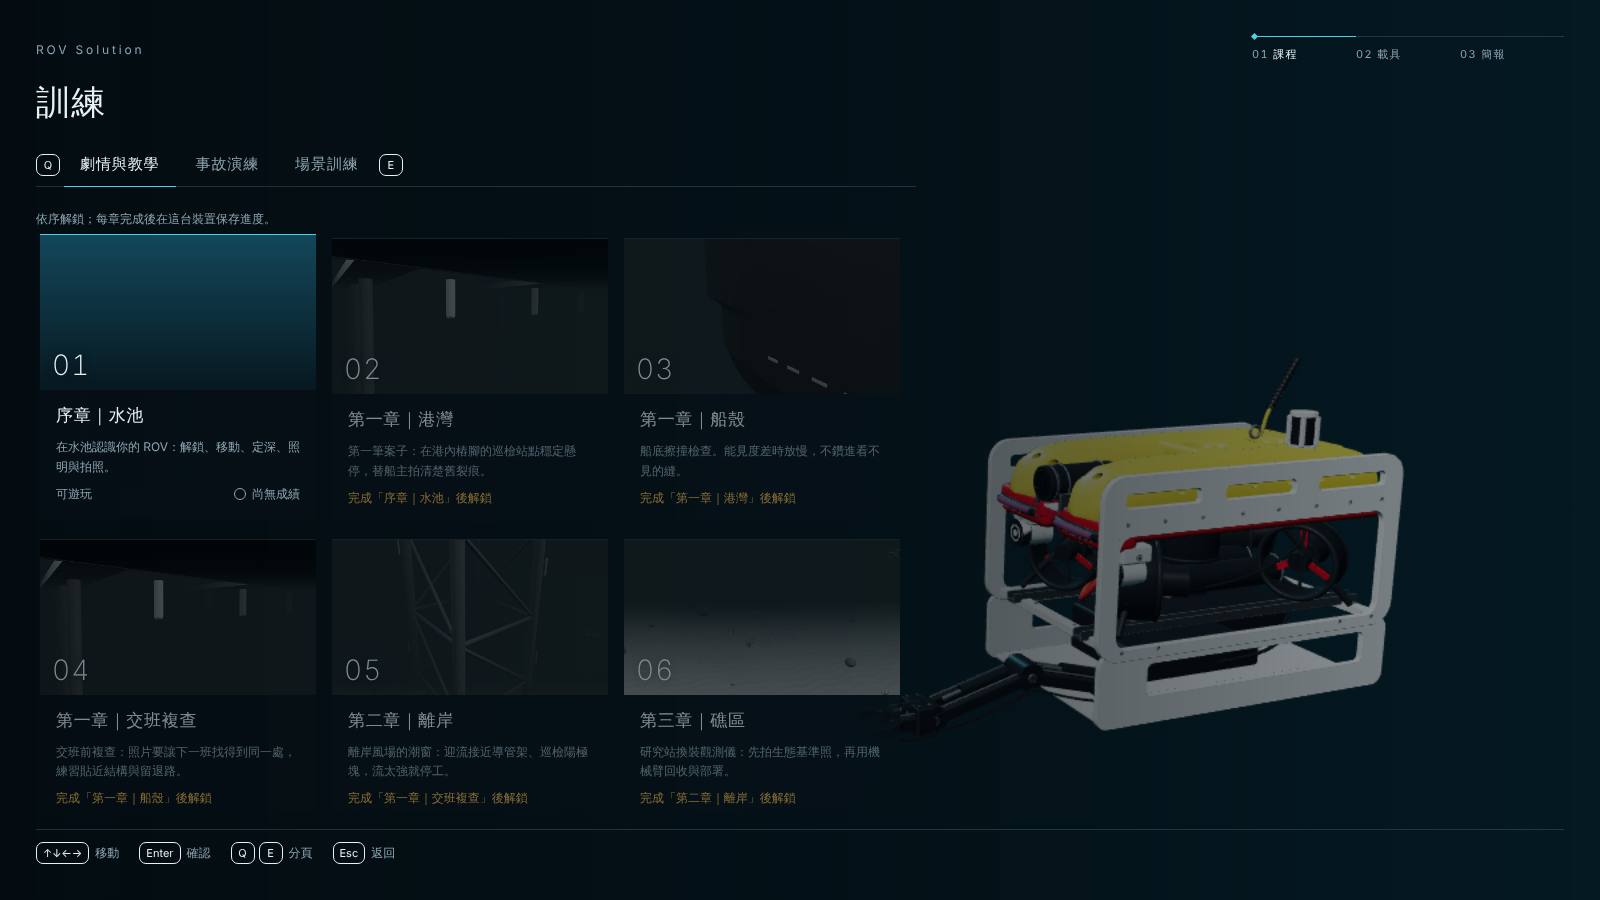 ROV Solution
01 課程
02 載具
03 簡報
訓練
Q
劇情與教學
事故演練
場景訓練
E
依序解鎖；每章完成後在這台裝置保存進度。
01
序章｜水池
在水池認識你的 ROV：解鎖、移動、定深、照
明與拍照。
可遊玩
尚無成績
02
第一章｜港灣
第一筆案子：在港內樁腳的巡檢站點穩定懸
停，替船主拍清楚舊裂痕。
完成「序章｜水池」後解鎖
03
第一章｜船殼
船底擦撞檢查。能見度差時放慢，不鑽進看不
見的縫。
完成「第一章｜港灣」後解鎖
04
第一章｜交班複查
交班前複查：照片要讓下一班找得到同一處，
練習貼近結構與留退路。
完成「第一章｜船殼」後解鎖
05
第二章｜離岸
離岸風場的潮窗：迎流接近導管架、巡檢陽極
塊，流太強就停工。
完成「第一章｜交班複查」後解鎖
06
第三章｜礁區
研究站換裝觀測儀：先拍生態基準照，再用機
械臂回收與部署。
完成「第二章｜離岸」後解鎖
↑↓←→ 移動
Enter 確認
Q E 分頁
Esc 返回